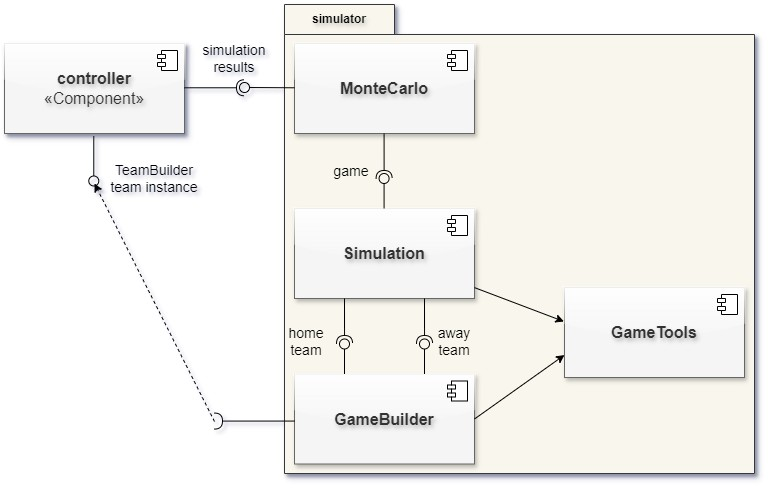 simulator
simulation
results
controller
«Component»
MonteCarlo
TeamBuilder
team instance
game
Simulation
home
team
away
team
GameTools
GameBuilder